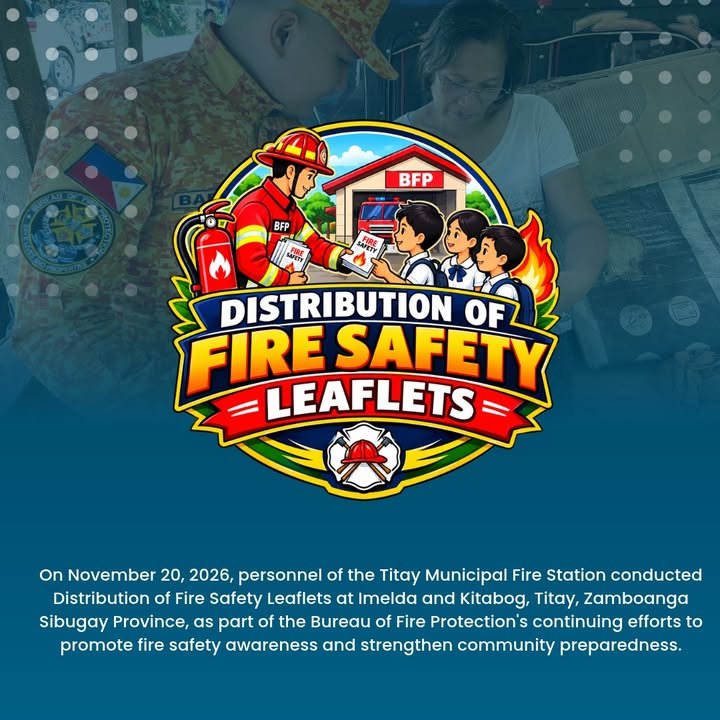 BFP
BFP
FIRE
SAFETY
FIRE
SAFETY
DISTRIBUTION OF
FIRE SAFETY
LEAFLETS
On November 20, 2026, personnel of the Titay Municipal Fire Station conducted
Distribution of Fire Safety Leaflets at Imelda and Kitabog, Titay, Zamboanga
Sibugay Province, as part of the Bureau of Fire Protection's continuing efforts to
promote fire safety awareness and strengthen community preparedness.